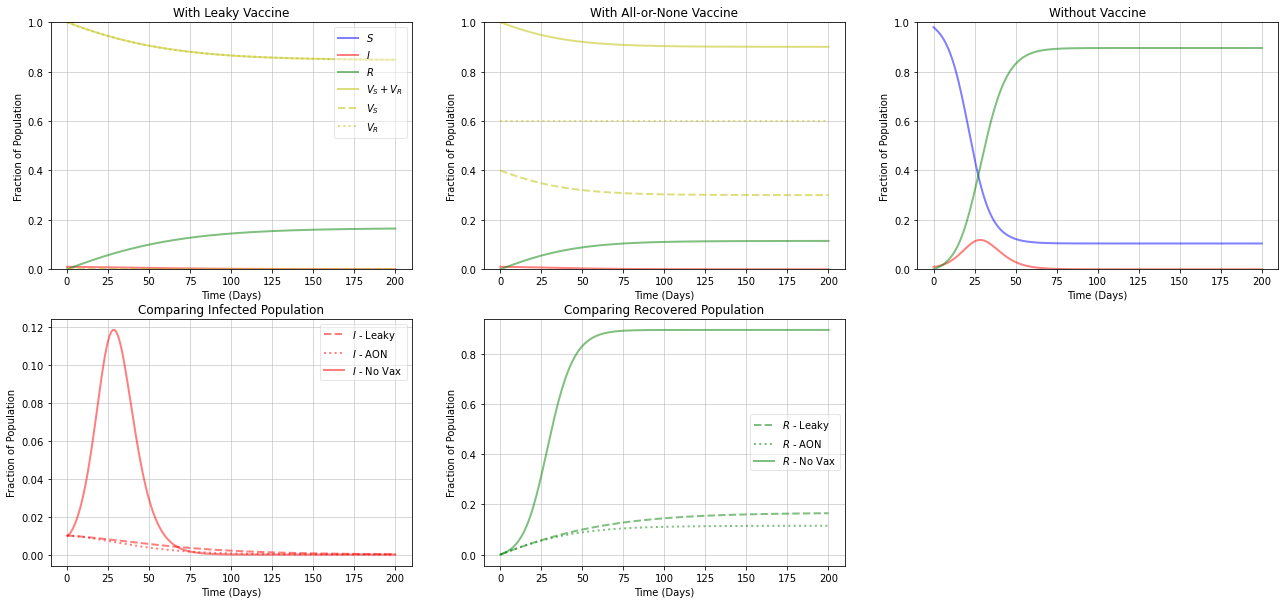 With Leaky Vaccine
Fraction of Population
1.0
0.8
0.6
0.4
0.2
0.0
0 25 50 75 100 125 150 175 200
Time (Days)
S
I
R
V_S + V_R
V_S
V_R
With All-or-None Vaccine
Fraction of Population
1.0
0.8
0.6
0.4
0.2
0.0
0 25 50 75 100 125 150 175 200
Time (Days)
Without Vaccine
Fraction of Population
1.0
0.8
0.6
0.4
0.2
0.0
0 25 50 75 100 125 150 175 200
Time (Days)
Comparing Infected Population
Fraction of Population
0.12
0.10
0.08
0.06
0.04
0.02
0.00
0 25 50 75 100 125 150 175 200
Time (Days)
I - Leaky
I - AON
I - No Vax
Comparing Recovered Population
Fraction of Population
0.8
0.6
0.4
0.2
0.0
0 25 50 75 100 125 150 175 200
Time (Days)
R - Leaky
R - AON
R - No Vax